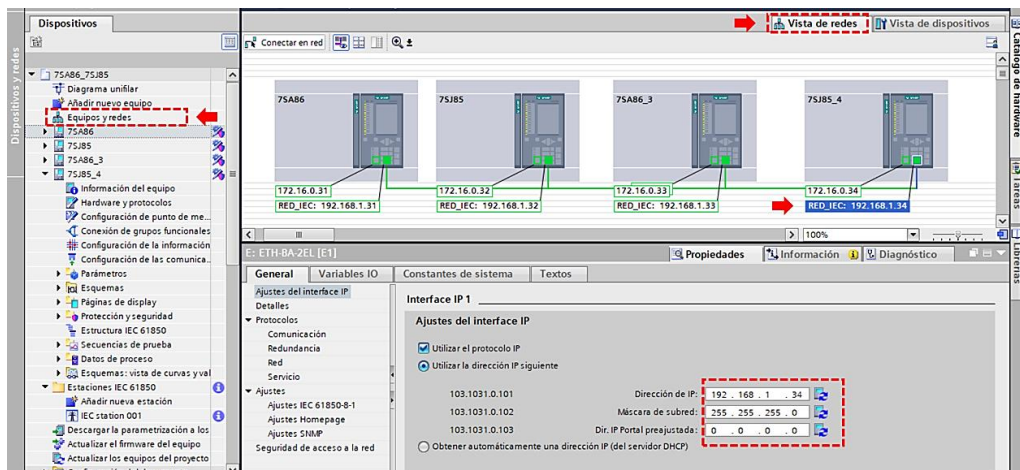 Dispositivos
Dispositivos y redes
7SA86_7SJ85
Diagrama unifilar
Añadir nuevo equipo
Equipos y redes
7SA86
7SJ85
7SA86_3
7SJ85_4
Información del equipo
Hardware y protocolos
Configuración de punto de me...
Conexión de grupos funcionales
Configuración de la información
Configuración de las comunica...
Parámetros
Esquemas
Páginas de display
Protección y seguridad
Estructura IEC 61850
Secuencias de prueba
Datos de proceso
Esquemas: vista de curvas y val
Estaciones IEC 61850
Añadir nueva estación
IEC station 001
Descargar la parametrización a los
Actualizar el firmware del equipo
Actualizar los equipos del proyecto
Vista de redes
Vista de dispositivos
Conectar en red
7SA86
7SJ85
7SA86_3
7SJ85_4
172.16.0.31
172.16.0.32
172.16.0.33
172.16.0.34
RED_IEC: 192.168.1.31
RED_IEC: 192.168.1.32
RED_IEC: 192.168.1.33
RED_IEC: 192.168.1.34
100%
E: ETH-BA-2EL [E1]
Propiedades
Información
Diagnóstico
General
Variables IO
Constantes de sistema
Textos
Ajustes del interface IP
Detalles
Protocolos
Comunicación
Redundancia
Red
Servicio
Ajustes
Ajustes IEC 61850-8-1
Ajustes Homepage
Ajustes SNMP
Seguridad de acceso a la red
Interface IP 1
Ajustes del interface IP
Utilizar el protocolo IP
Utilizar la dirección IP siguiente
103.1031.0.101 Dirección de IP: 192 . 168 . 1 . 34
103.1031.0.102 Máscara de subred: 255 . 255 . 255 . 0
103.1031.0.103 Dir. IP Portal preajustada: 0 . 0 . 0 . 0
Obtener automáticamente una dirección IP (del servidor DHCP)
Catálogo de hardware
Tareas
Librerías